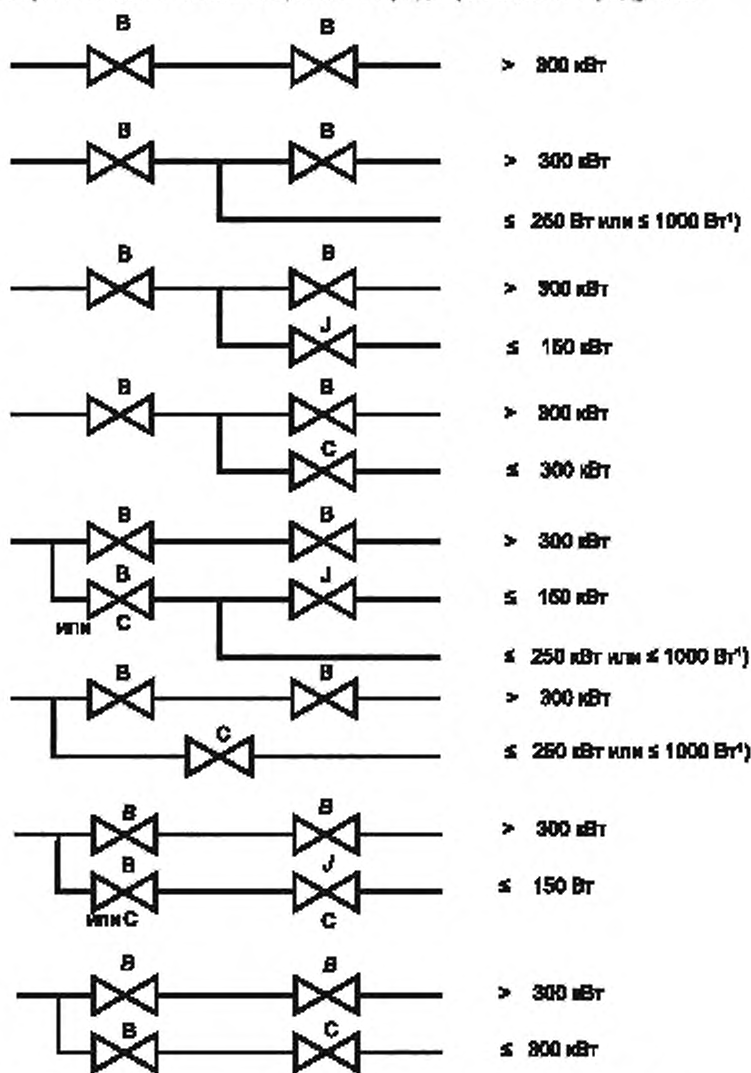 B B
> 300 кВт
B B
> 300 кВт
≤ 250 Вт или ≤ 1000 Вт¹)
B B
> 300 кВт
J
≤ 150 кВт
B B
> 300 кВт
C
≤ 300 кВт
B B
> 300 кВт
B J
≤ 150 кВт
или C
≤ 250 кВт или ≤ 1000 Вт¹)
B B
> 300 кВт
C
≤ 250 кВт или ≤ 1000 Вт¹)
B B
> 300 кВт
B J
≤ 150 Вт
или C C
B B
> 300 кВт
B C
≤ 300 кВт